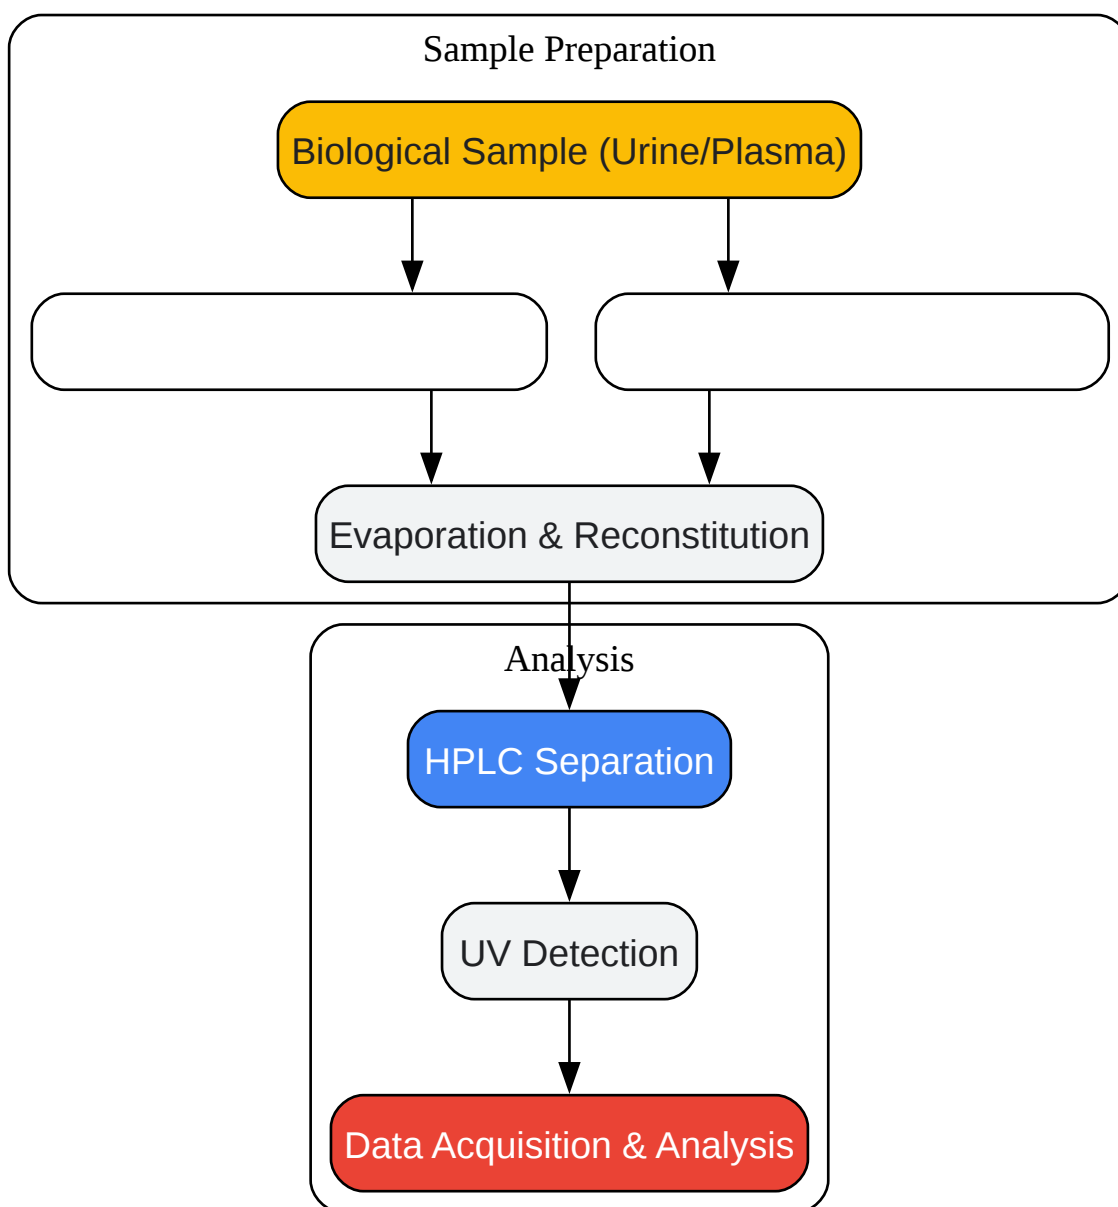 Sample Preparation
Biological Sample (Urine/Plasma)
Evaporation & Reconstitution
Analysis
HPLC Separation
UV Detection
Data Acquisition & Analysis